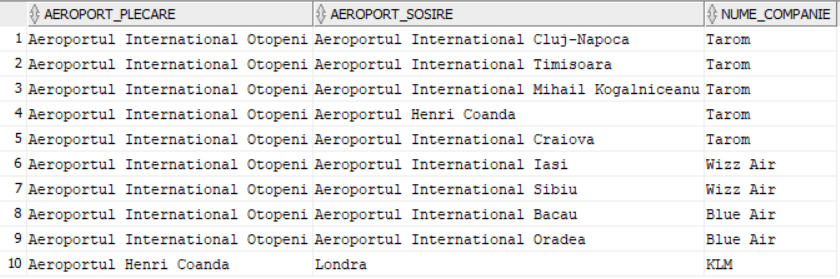 AEROPORT_PLECARE AEROPORT_SOSIRE NUME_COMPANIE
1 Aeroportul International Otopeni Aeroportul International Cluj-Napoca Tarom
2 Aeroportul International Otopeni Aeroportul International Timisoara Tarom
3 Aeroportul International Otopeni Aeroportul International Mihail Kogalniceanu Tarom
4 Aeroportul International Otopeni Aeroportul Henri Coanda Tarom
5 Aeroportul International Otopeni Aeroportul International Craiova Tarom
6 Aeroportul International Otopeni Aeroportul International Iasi Wizz Air
7 Aeroportul International Otopeni Aeroportul International Sibiu Wizz Air
8 Aeroportul International Otopeni Aeroportul International Bacau Blue Air
9 Aeroportul International Otopeni Aeroportul International Oradea Blue Air
10 Aeroportul Henri Coanda Londra KLM